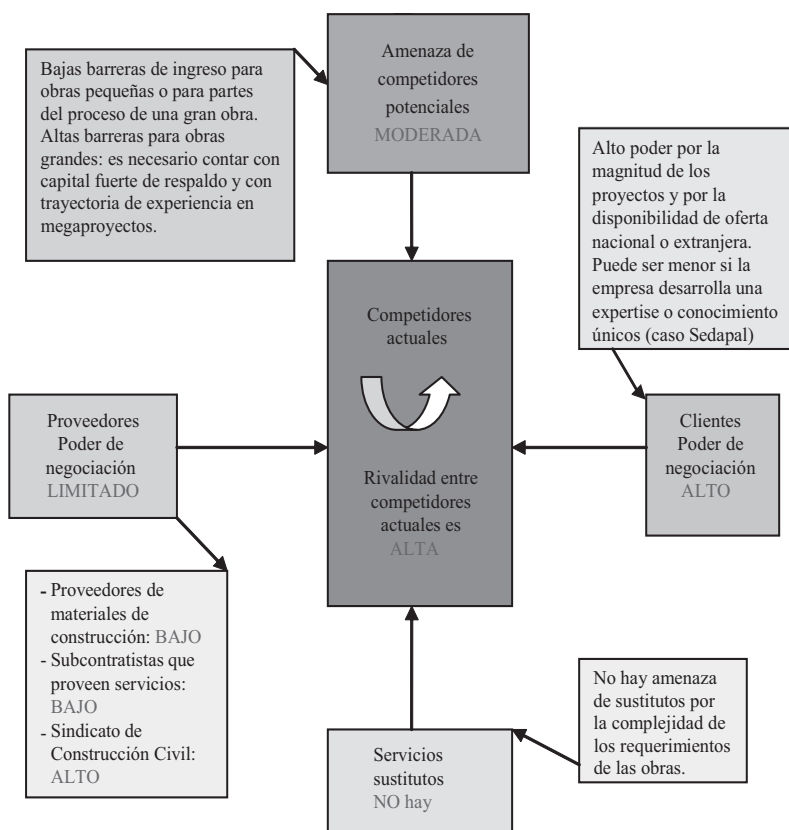 Amenaza de
competidores
potenciales
MODERADA
Bajas barreras de ingreso para
obras pequeñas o para partes
del proceso de una gran obra.
Altas barreras para obras
grandes: es necesario contar con
capital fuerte de respaldo y con
trayectoria de experiencia en
megaproyectos.
Alto poder por la
magnitud de los
proyectos y por la
disponibilidad de oferta
nacional o extranjera.
Puede ser menor si la
empresa desarrolla una
expertise o conocimiento
únicos (caso Sedapal)
Competidores
actuales
Rivalidad entre
competidores
actuales es
ALTA
Proveedores
Poder de
negociación
LIMITADO
Clientes
Poder de
negociación
ALTO
- Proveedores de
materiales de
construcción: BAJO
- Subcontratistas que
proveen servicios:
BAJO
- Sindicato de
Construcción Civil:
ALTO
No hay amenaza
de sustitutos por
la complejidad de
los requerimientos
de las obras.
Servicios
sustitutos
NO hay